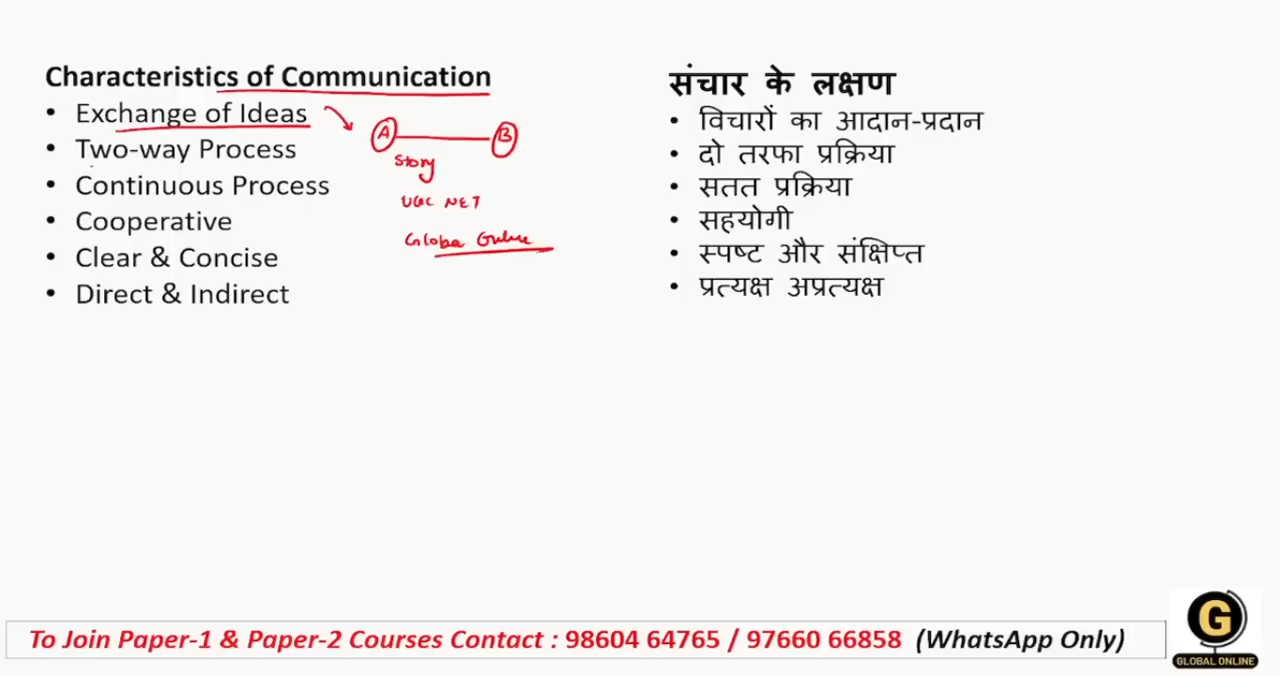 Characteristics of Communication
• Exchange of Ideas
• Two-way Process
• Continuous Process
• Cooperative
• Clear & Concise
• Direct & Indirect
A B
Story
UGC NET
संचार के लक्षण
• विचारों का आदान-प्रदान
• दो तरफा प्रक्रिया
• सतत प्रक्रिया
• सहयोगी
• स्पष्ट और संक्षिप्त
• प्रत्यक्ष अप्रत्यक्ष
To Join Paper-1 & Paper-2 Courses Contact : 98604 64765 / 97660 66858 (WhatsApp Only)
G
GLOBAL ONLINE